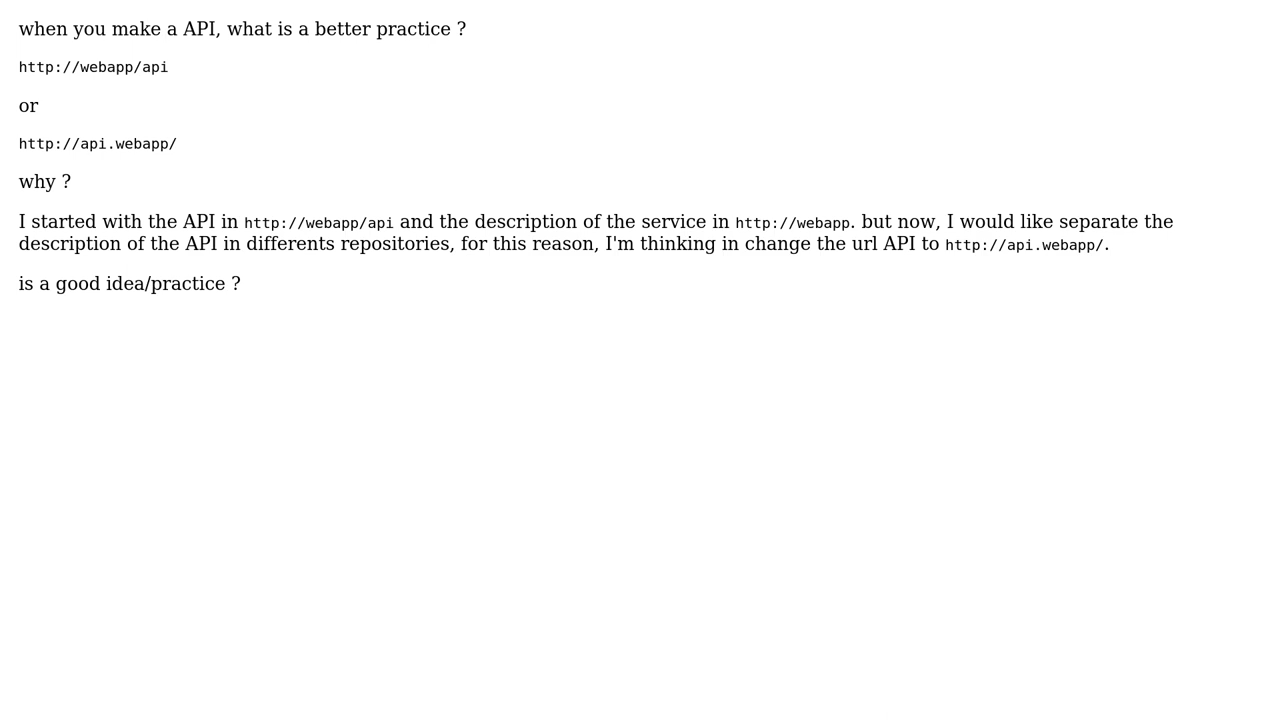 when you make a API, what is a better practice ?
http://webapp/api
or
http://api.webapp/
why ?
I started with the API in http://webapp/api and the description of the service in http://webapp. but now, I would like separate the
description of the API in differents repositories, for this reason, I'm thinking in change the url API to http://api.webapp/.
is a good idea/practice ?